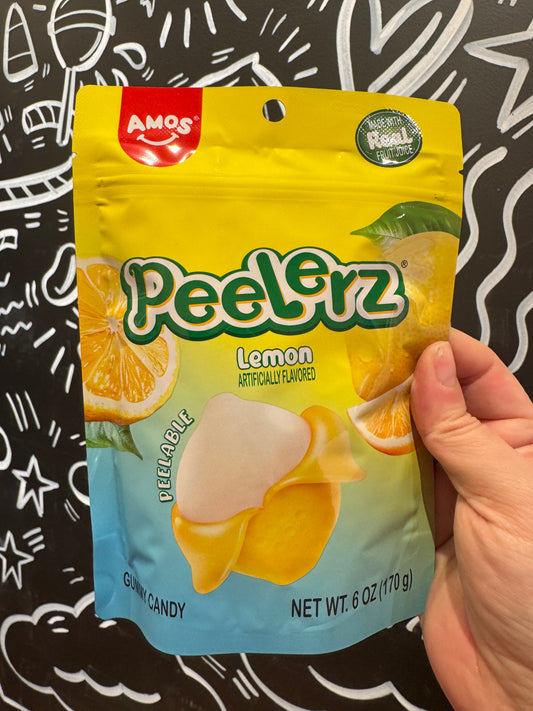 AMOS®
MADE WITH
Real
FRUIT JUICE
Peelerz®
Lemon
ARTIFICIALLY FLAVORED
PEELABLE
GUMMY CANDY
NET WT. 6 OZ (170 g)